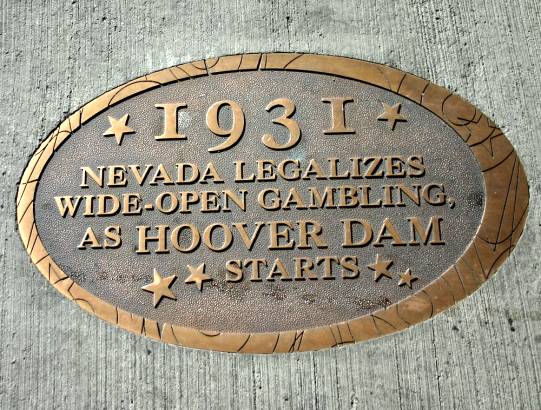 1931
NEVADA LEGALIZES
WIDE-OPEN GAMBLING,
AS HOOVER DAM
STARTS